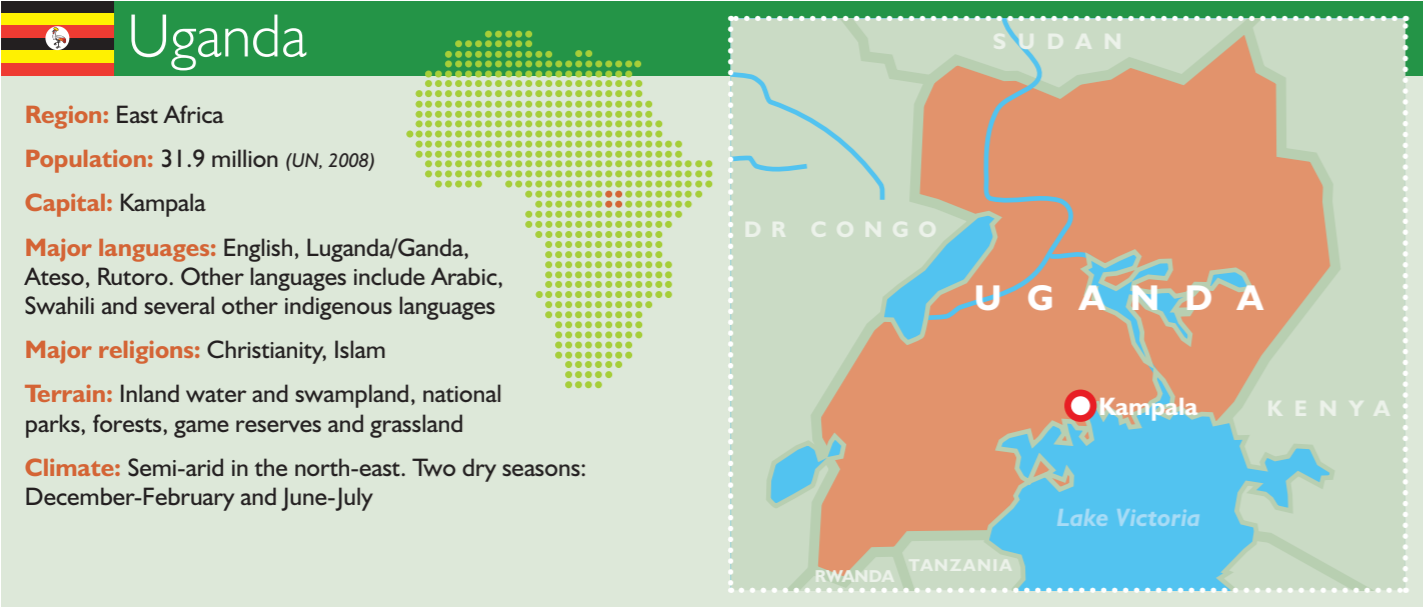 Uganda
Region: East Africa
Population: 31.9 million (UN, 2008)
Capital: Kampala
Major languages: English, Luganda/Ganda,
Ateso, Rutoro. Other languages include Arabic,
Swahili and several other indigenous languages
Major religions: Christianity, Islam
Terrain: Inland water and swampland, national
parks, forests, game reserves and grassland
Climate: Semi-arid in the north-east. Two dry seasons:
December-February and June-July
SUDAN
DR CONGO
UGANDA
Kampala
KENYA
Lake Victoria
TANZANIA
RWANDA